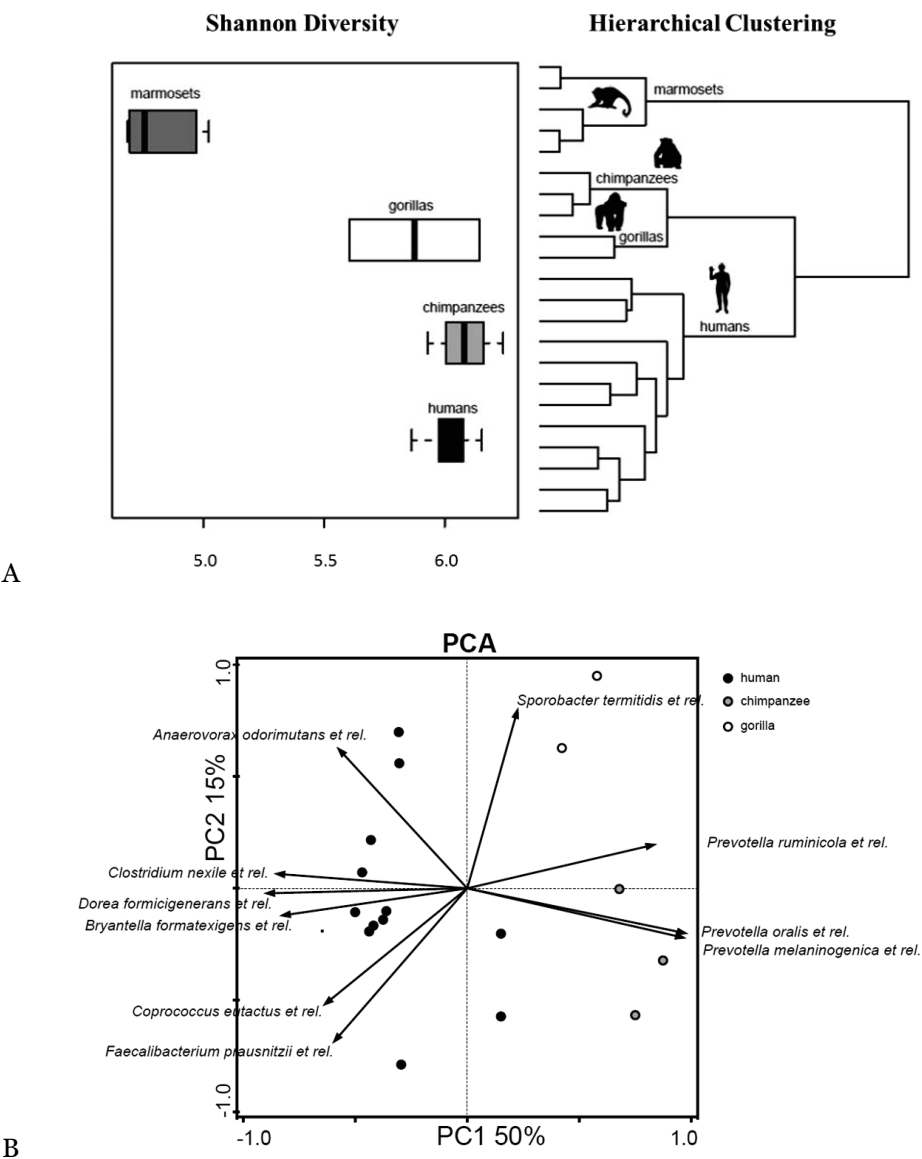 Shannon Diversity
Hierarchical Clustering
marmosets
gorillas
chimpanzees
humans
5.0 5.5 6.0
marmosets
chimpanzees
gorillas
humans
A
PCA
human
chimpanzee
gorilla
Sporobacter termitidis et rel.
Anaerovorax odorimutans et rel.
Prevotella ruminicola et rel.
Clostridium nexile et rel.
Dorea formicigenerans et rel.
Bryantella formatexigens et rel.
Prevotella oralis et rel.
Prevotella melaninogenica et rel.
Coprococcus eutactus et rel.
Faecalibacterium prausnitzii et rel.
1.0
PC2 15%
-1.0
-1.0 PC1 50% 1.0
B